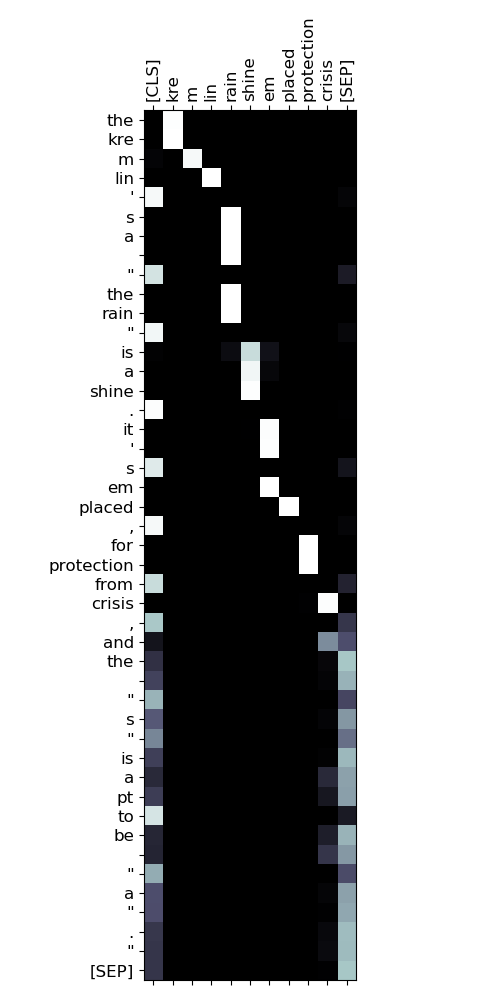 [CLS]
kre
m
lin
rain
shine
em
placed
protection
crisis
[SEP]
the
kre
m
lin
'
s
a
"
the
rain
"
is
a
shine
.
it
'
s
em
placed
,
for
protection
from
crisis
,
and
the
"
s
"
is
a
pt
to
be
"
a
"
.
"
[SEP]